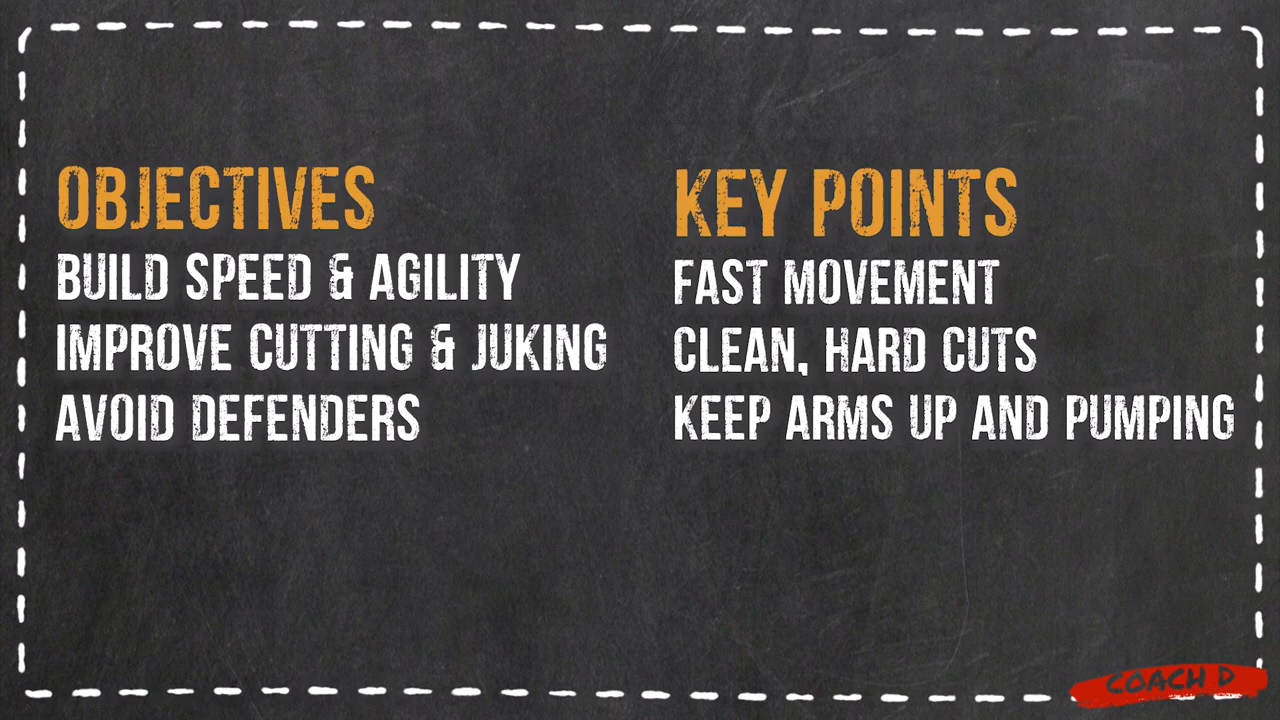 OBJECTIVES
BUILD SPEED & AGILITY
IMPROVE CUTTING & JUKING
AVOID DEFENDERS
KEY POINTS
FAST MOVEMENT
CLEAN, HARD CUTS
KEEP ARMS UP AND PUMPING
COACH D